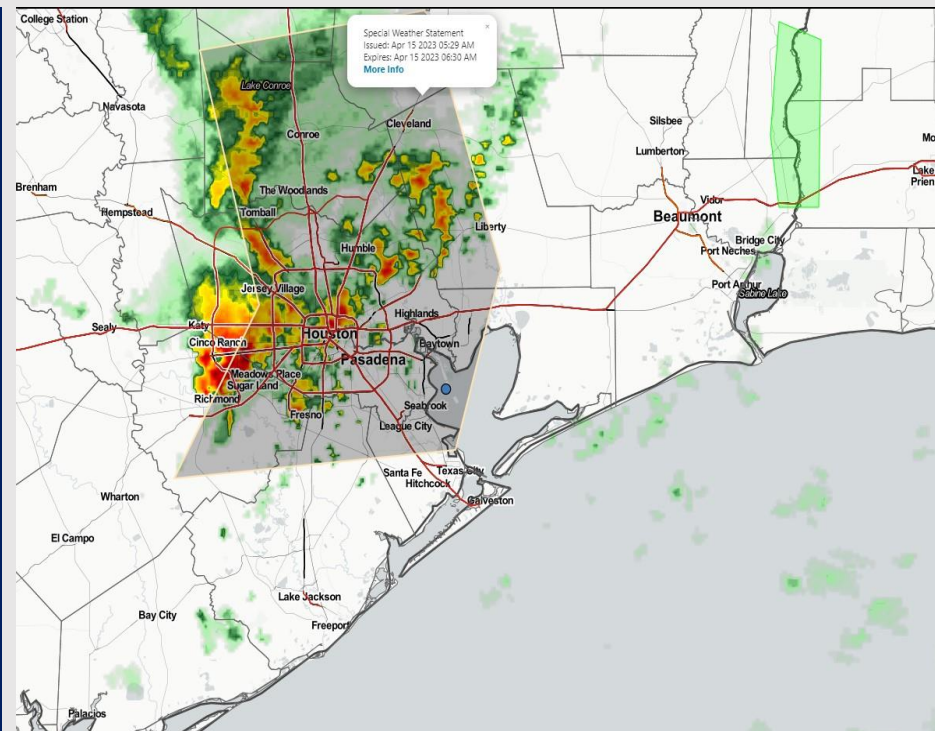 College Station
Special Weather Statement
Issued: Apr 15 2023 05:29 AM
Expires: Apr 15 2023 06:30 AM
More Info
×
Lake Conroe
Navasota
Conroe
Cleveland
Silsbee
Lumberton
Mo
Lake
Prien
Brenham
The Woodlands
Hempstead
Tomball
Vidor
Beaumont
Liberty
Humble
Bridge City
Port Neches
Jersey Village
Port Arthur
Sabine Lake
Highlands
Sealy
Katy
Houston
Cinco Ranch
Baytown
Pasadena
Meadows Place
Sugar Land
Richmond
Seabrook
Fresno
League City
Santa Fe
Texas City
Hitchcock
Wharton
Galveston
El Campo
Lake Jackson
Bay City
Freeport
Palacios